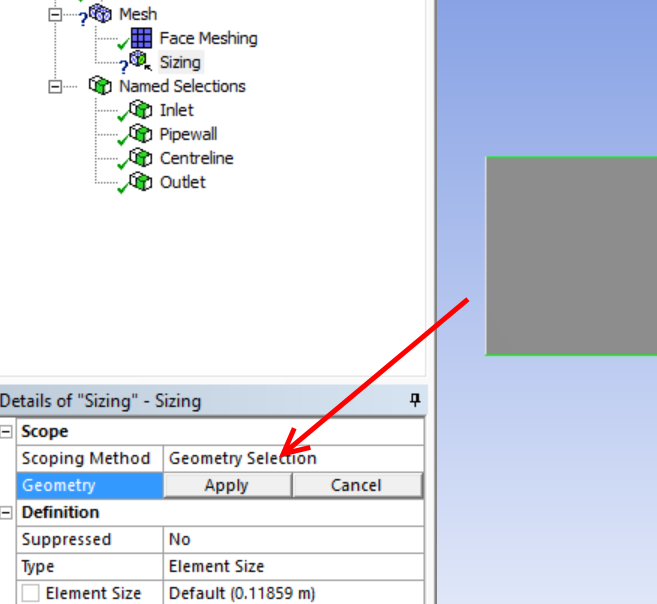 Mesh
Face Meshing
Sizing
Named Selections
Inlet
Pipewall
Centreline
Outlet
Details of "Sizing" - Sizing
Scope
Scoping Method Geometry Selection
Geometry Apply Cancel
Definition
Suppressed No
Type Element Size
Element Size Default (0.11859 m)